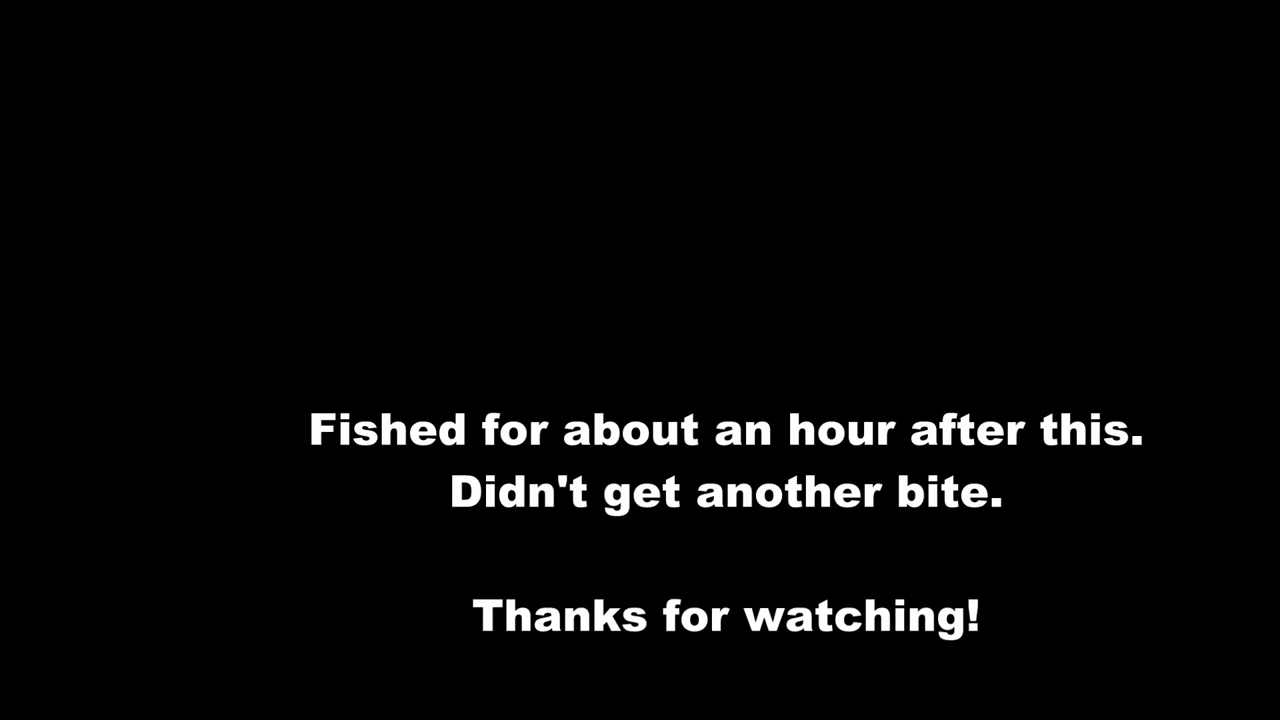 Fished for about an hour after this.
Didn't get another bite.
Thanks for watching!